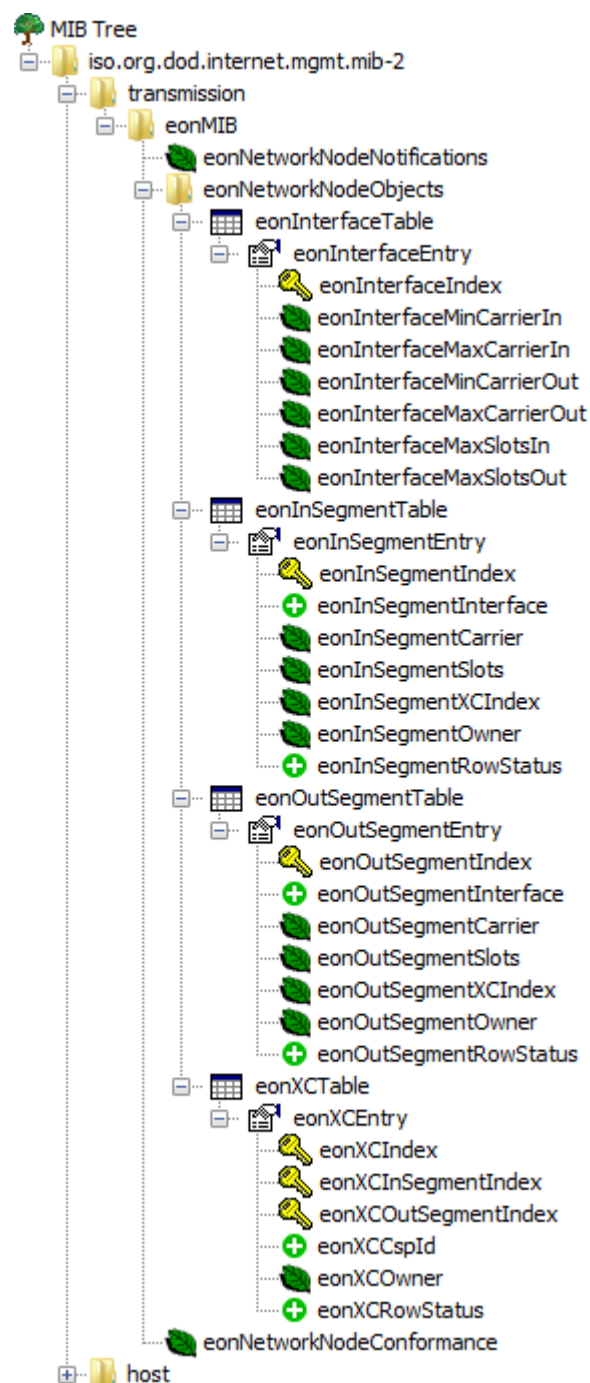 MIB Tree
iso.org.dod.internet.mgmt.mib-2
transmission
eonMIB
eonNetworkNodeNotifications
eonNetworkNodeObjects
eonInterfaceTable
eonInterfaceEntry
eonInterfaceIndex
eonInterfaceMinCarrierIn
eonInterfaceMaxCarrierIn
eonInterfaceMinCarrierOut
eonInterfaceMaxCarrierOut
eonInterfaceMaxSlotsIn
eonInterfaceMaxSlotsOut
eonInSegmentTable
eonInSegmentEntry
eonInSegmentIndex
eonInSegmentInterface
eonInSegmentCarrier
eonInSegmentSlots
eonInSegmentXCIndex
eonInSegmentOwner
eonInSegmentRowStatus
eonOutSegmentTable
eonOutSegmentEntry
eonOutSegmentIndex
eonOutSegmentInterface
eonOutSegmentCarrier
eonOutSegmentSlots
eonOutSegmentXCIndex
eonOutSegmentOwner
eonOutSegmentRowStatus
eonXCTable
eonXCEntry
eonXCIndex
eonXCInSegmentIndex
eonXCOutSegmentIndex
eonXCCspId
eonXCOwner
eonXCRowStatus
eonNetworkNodeConformance
host